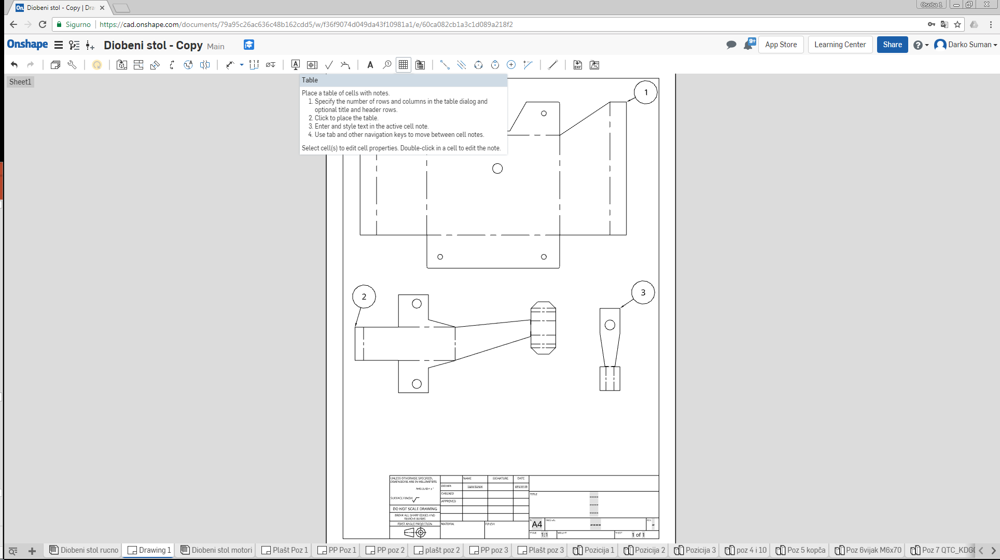 Diobeni stol - Copy | Dra
Osoba 1
Sigurno
https://cad.onshape.com/documents/79a95c26ac636c48b162cdd5/w/f36f9074d049da43f10981a1/e/60ca082cb1a3c1d089a218f2
Onshape
Diobeni stol - Copy Main
9+
App Store
Learning Center
Share
Darko Suman
Sheet1
Table
Place a table of cells with notes.
1. Specify the number of rows and columns in the table dialog and
optional title and header rows.
2. Click to place the table.
3. Enter and style text in the active cell note.
4. Use tab and other navigation keys to move between cell notes.
Select cell(s) to edit cell properties. Double-click in a cell to edit the note.
1
2
3
UNLESS OTHERWISE SPECIFIED,
DIMENSIONS ARE IN MILLIMETERS
SURFACE FINISH
DO NOT SCALE DRAWING
BREAK ALL SHARP EDGES AND
REMOVE BURRS
FIRST ANGLE PROJECTION
NAME
SIGNATURE
DATE
DRAWN
Darko Suman
CHECKED
APPROVED
MATERIAL
FINISH
TITLE
----
----
----
A4
----
-
SCALE
1:1
WEIGHT
SHEET
1 of 1
Diobeni stol rucno
Drawing 1
Diobeni stol motori
Plašt Poz 1
PP Poz 1
PP poz 2
plašt poz 2
PP poz 3
Plašt poz 3
Pozicija 1
Pozicija 2
Pozicija 3
poz 4 i 10
Poz 5 kopča
Poz 6vijak M6x70
Poz 7 QTC_KDG